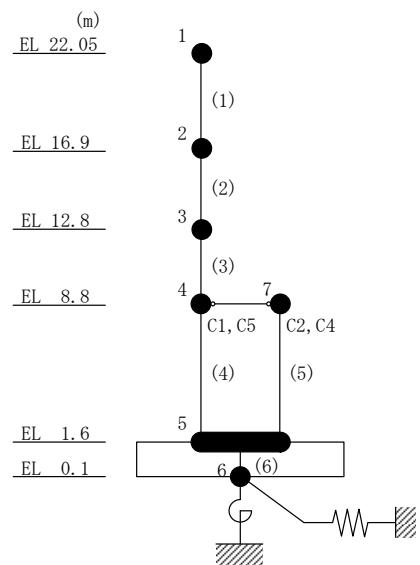 (m)
EL 22.05
1
(1)
EL 16.9
2
(2)
EL 12.8
3
(3)
EL 8.8
4
7
C1, C5
C2, C4
(4)
(5)
5
EL 1.6
EL 0.1
6
(6)